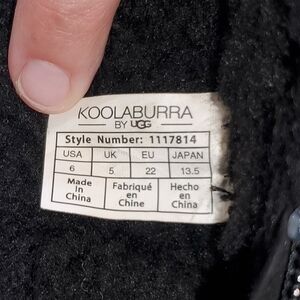 KOOLABURRA
BY UGG
Style Number: 1117814
USA UK EU JAPAN
6 5 22 13.5
Made in China Fabriqué en Chine Hecho en China